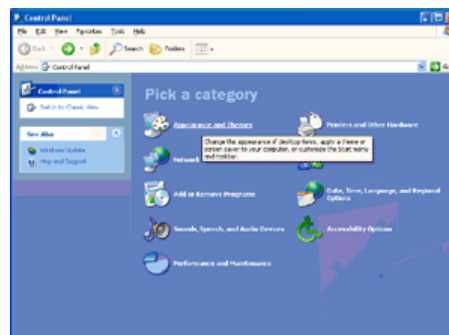 Control Panel
File Edit View Favorites Tools Help
Back Search Folders
Address Control Panel Go
Control Panel
Switch to Classic View
See Also
Windows Update
Help and Support
Pick a category
Appearance and Themes
Printers and Other Hardware
Change the appearance of desktop items, apply a theme or
screen saver to your computer, or customize the Start menu
and taskbar.
Network
Add or Remove Programs
Date, Time, Language, and Regional
Options
Sounds, Speech, and Audio Devices
Accessibility Options
Performance and Maintenance